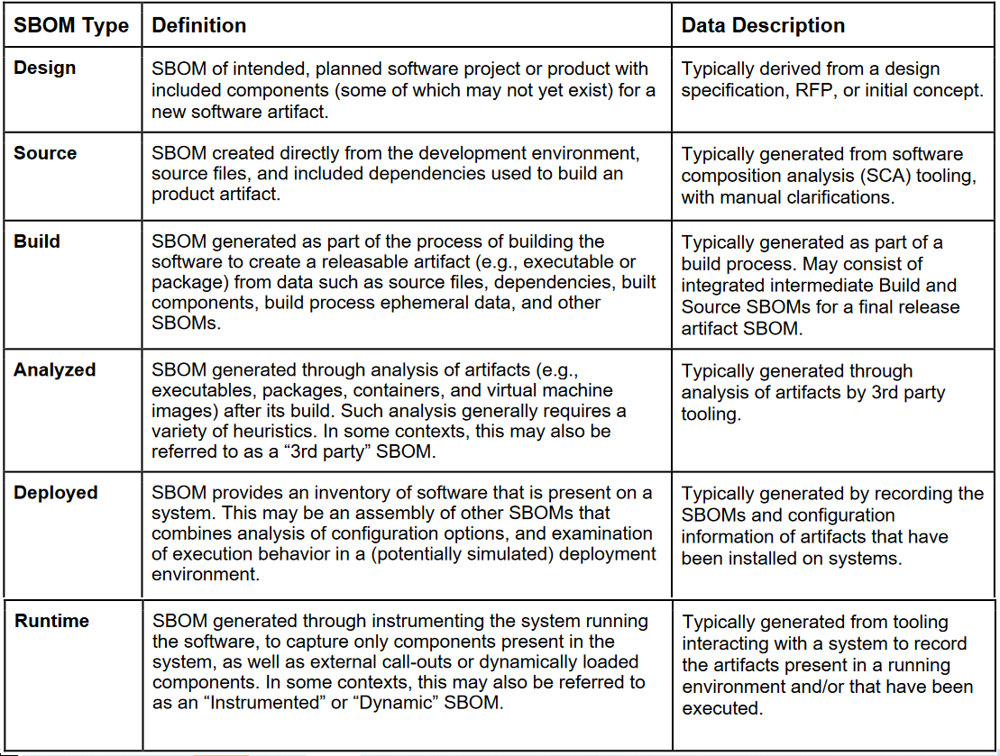 SBOM Type
Definition
Data Description
Design
SBOM of intended, planned software project or product with
included components (some of which may not yet exist) for a
new software artifact.
Typically derived from a design
specification, RFP, or initial concept.
Source
SBOM created directly from the development environment,
source files, and included dependencies used to build an
product artifact.
Typically generated from software
composition analysis (SCA) tooling,
with manual clarifications.
Build
SBOM generated as part of the process of building the
software to create a releasable artifact (e.g., executable or
package) from data such as source files, dependencies, built
components, build process ephemeral data, and other
SBOMs.
Typically generated as part of a
build process. May consist of
integrated intermediate Build and
Source SBOMs for a final release
artifact SBOM.
Analyzed
SBOM generated through analysis of artifacts (e.g.,
executables, packages, containers, and virtual machine
images) after its build. Such analysis generally requires a
variety of heuristics. In some contexts, this may also be
referred to as a “3rd party” SBOM.
Typically generated through
analysis of artifacts by 3rd party
tooling.
Deployed
SBOM provides an inventory of software that is present on a
system. This may be an assembly of other SBOMs that
combines analysis of configuration options, and examination
of execution behavior in a (potentially simulated) deployment
environment.
Typically generated by recording the
SBOMs and configuration
information of artifacts that have
been installed on systems.
Runtime
SBOM generated through instrumenting the system running
the software, to capture only components present in the
system, as well as external call-outs or dynamically loaded
components. In some contexts, this may also be referred to
as an “Instrumented” or “Dynamic” SBOM.
Typically generated from tooling
interacting with a system to record
the artifacts present in a running
environment and/or that have been
executed.